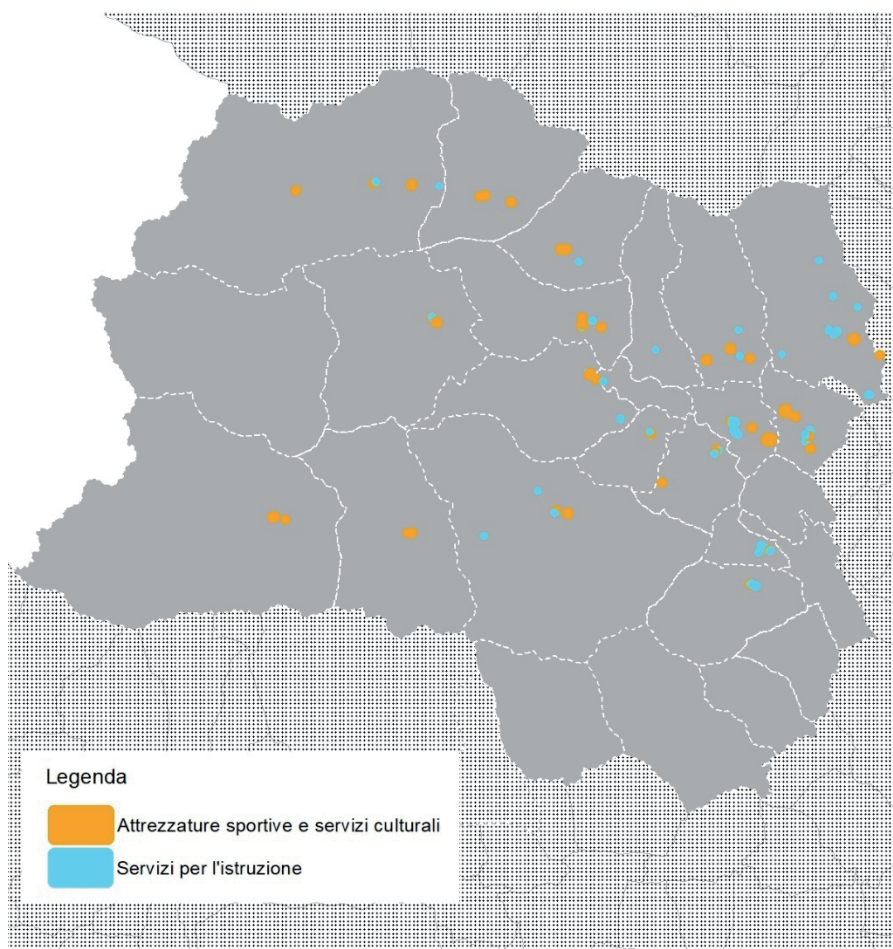 Legenda
Attrezzature sportive e servizi culturali
Servizi per l'istruzione